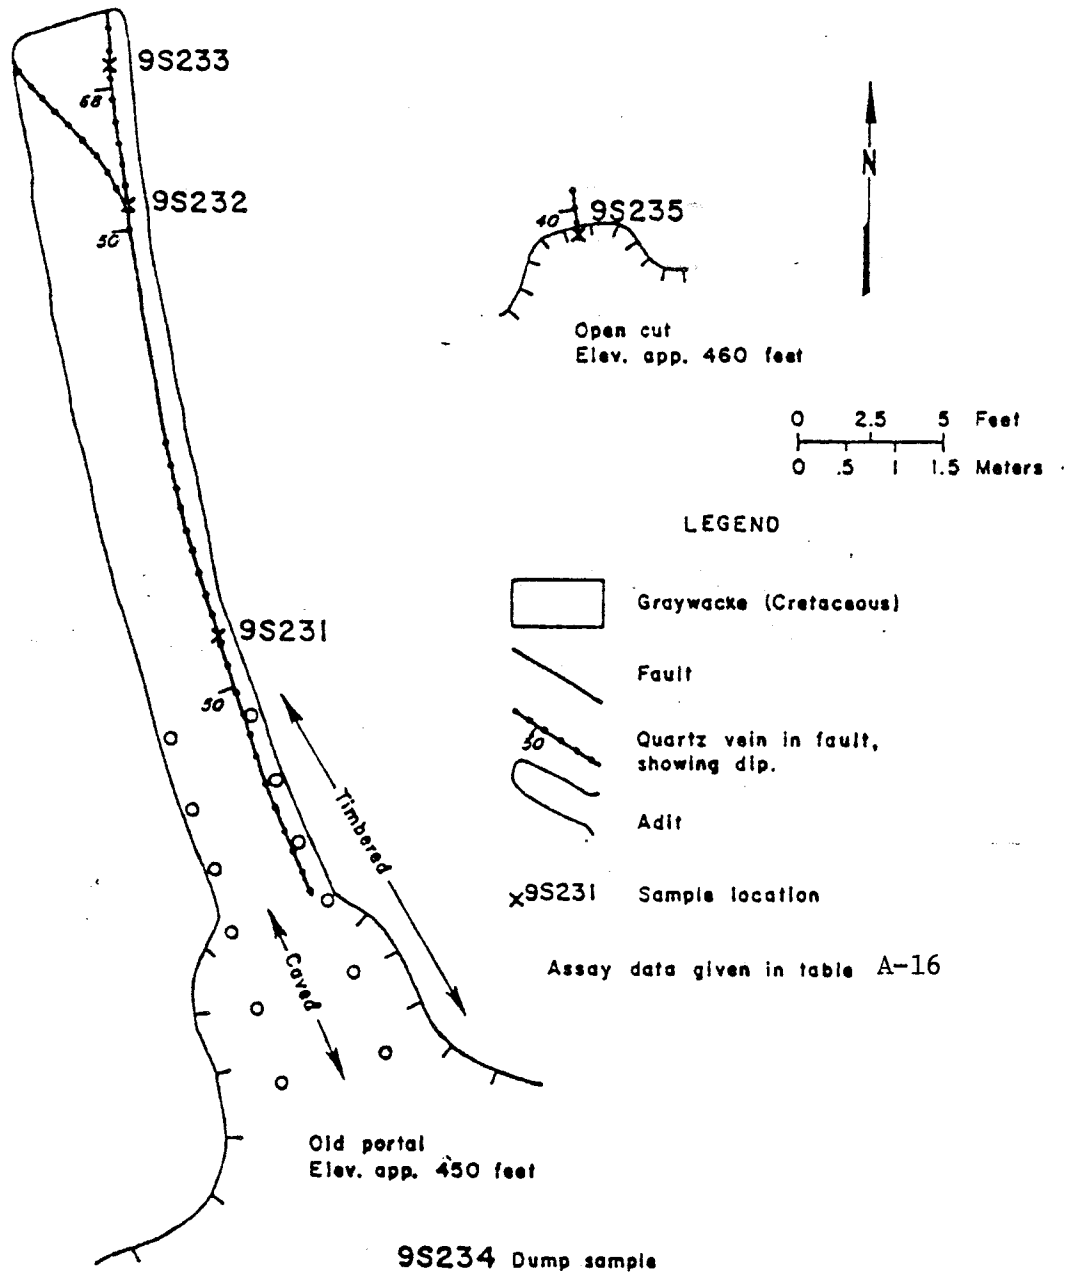 9S233
68
9S232
50
N
9S235
40
Open cut
Elev. app. 460 feet
0 2.5 5 Feet
0 .5 1 1.5 Meters
LEGEND
Graywacke (Cretaceous)
Fault
50
Quartz vein in fault,
showing dip.
Adit
x9S231 Sample location
Assay data given in table A-16
9S231
50
Timbered
Caved
Old portal
Elev. app. 450 feet
9S234 Dump sample